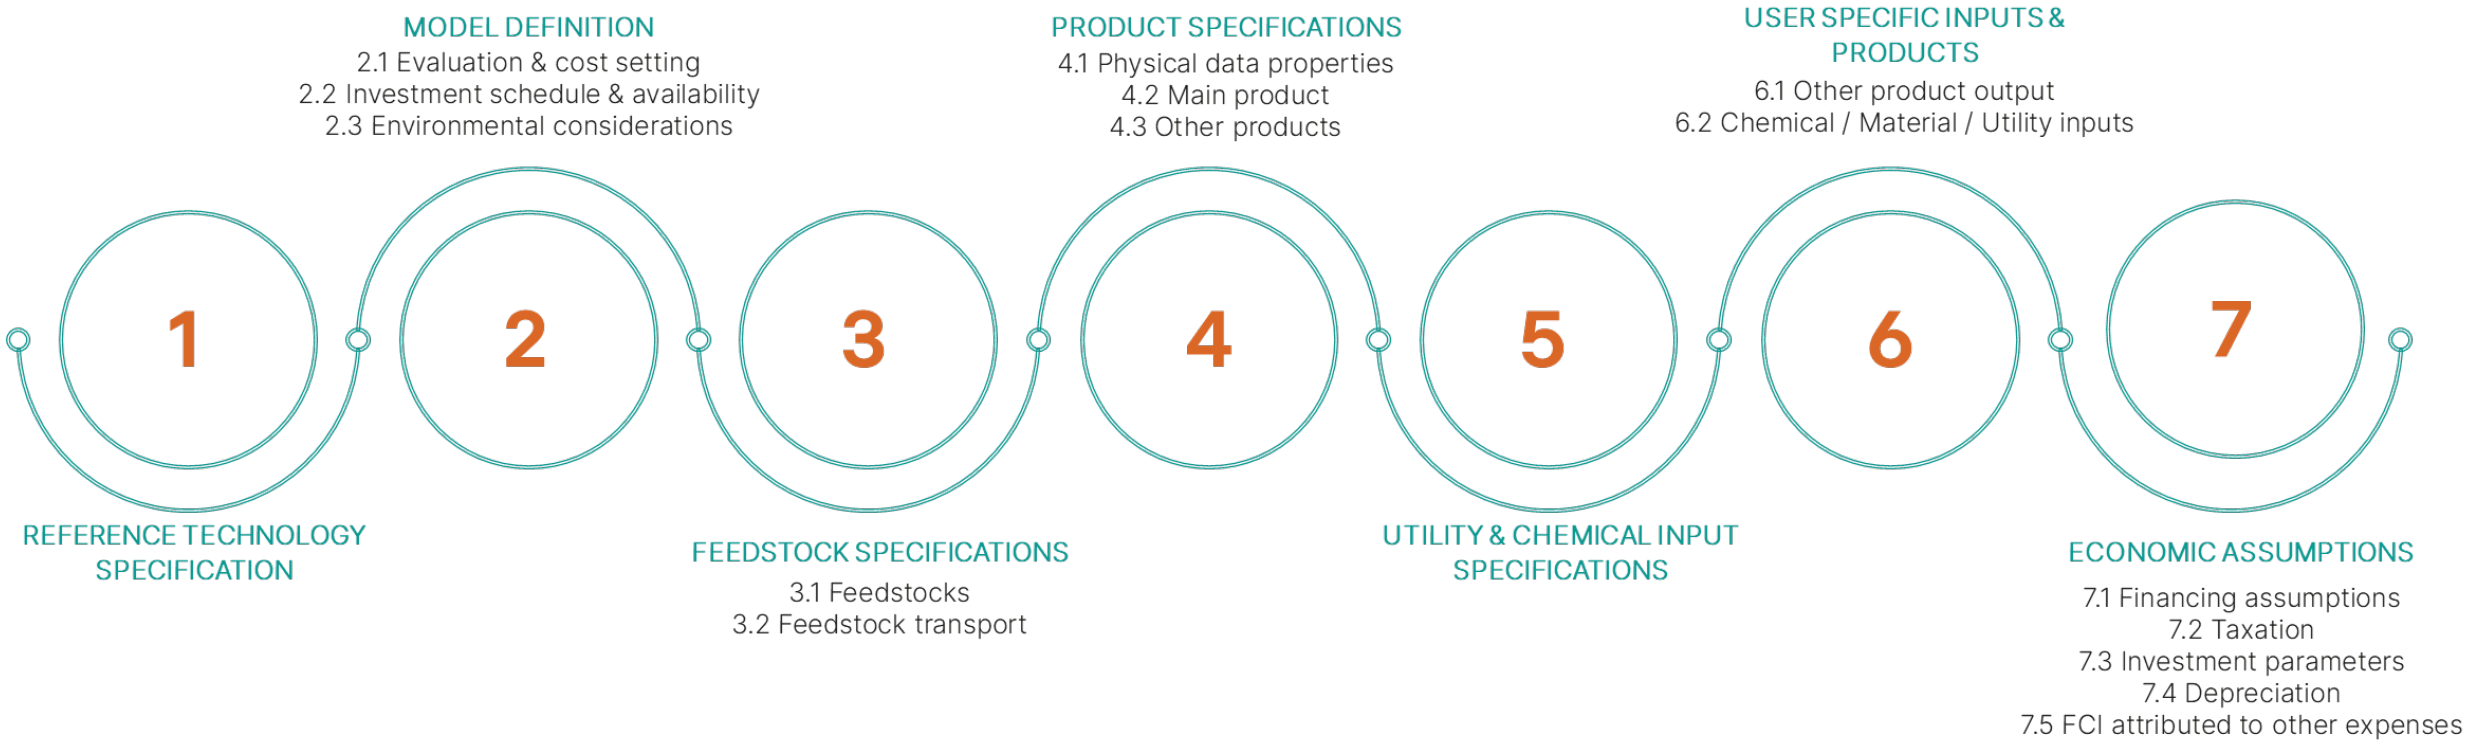 1
REFERENCE TECHNOLOGY
SPECIFICATION
MODEL DEFINITION
2.1 Evaluation & cost setting
2.2 Investment schedule & availability
2.3 Environmental considerations
2
3
FEEDSTOCK SPECIFICATIONS
3.1 Feedstocks
3.2 Feedstock transport
PRODUCT SPECIFICATIONS
4.1 Physical data properties
4.2 Main product
4.3 Other products
4
5
UTILITY & CHEMICAL INPUT
SPECIFICATIONS
USER SPECIFIC INPUTS &
PRODUCTS
6.1 Other product output
6.2 Chemical / Material / Utility inputs
6
7
ECONOMIC ASSUMPTIONS
7.1 Financing assumptions
7.2 Taxation
7.3 Investment parameters
7.4 Depreciation
7.5 FCI attributed to other expenses